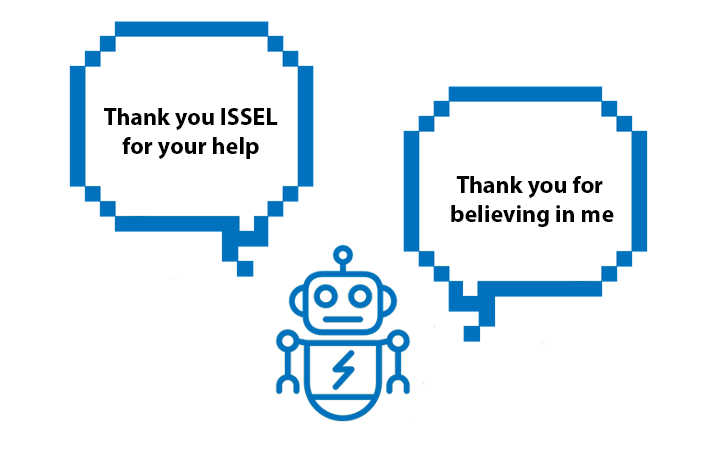 Thank you ISSEL
for your help
Thank you for
believing in me